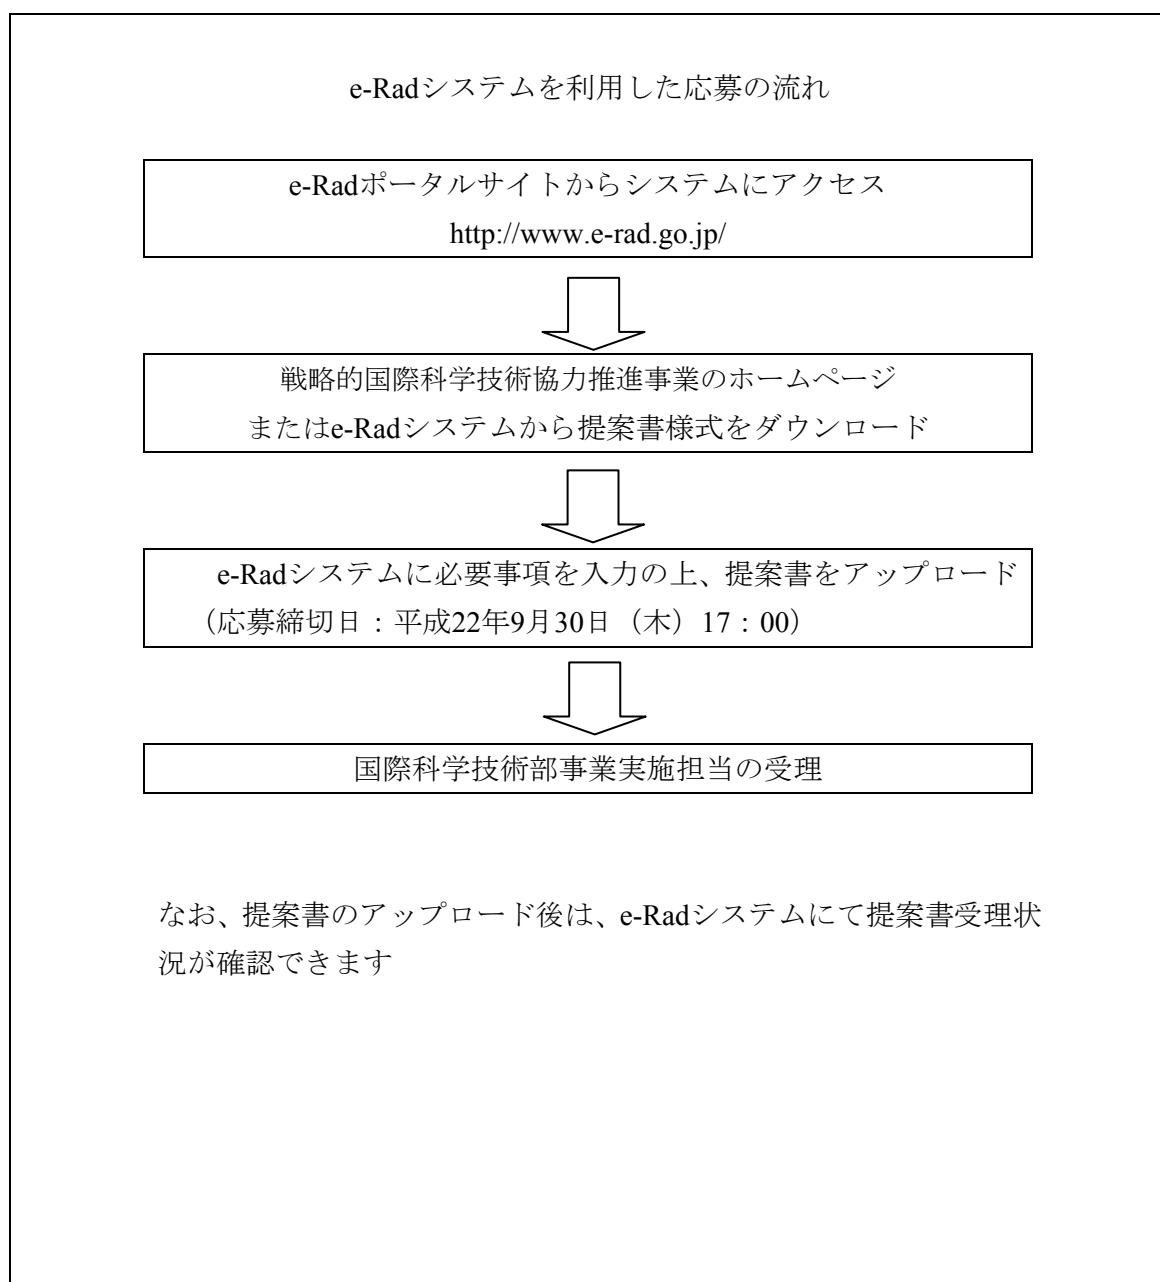 e-Radシステムを利用した応募の流れ
e-Radポータルサイトからシステムにアクセス
http://www.e-rad.go.jp/
戦略的国際科学技術協力推進事業のホームページ
またはe-Radシステムから提案書様式をダウンロード
e-Radシステムに必要事項を入力の上、提案書をアップロード
（応募締切日：平成22年9月30日（木）17：00）
国際科学技術部事業実施担当の受理
なお、提案書のアップロード後は、e-Radシステムにて提案書受理状
況が確認できます